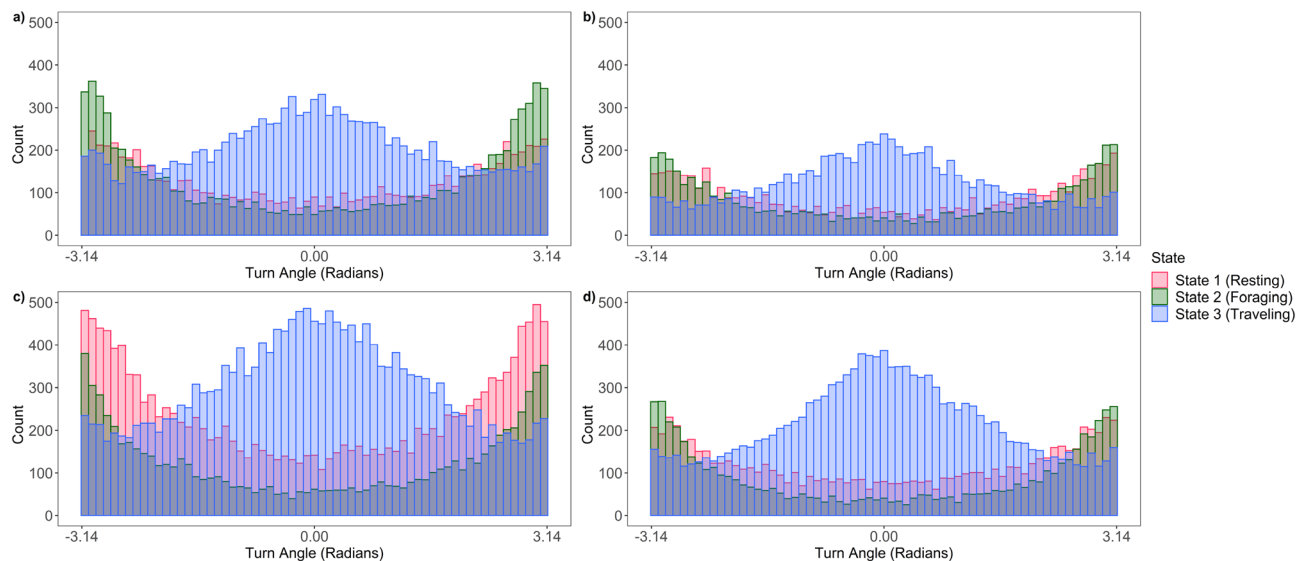 a)
500
400
300
200
100
0
Count
-3.14 0.00 3.14
Turn Angle (Radians)
b)
500
400
300
200
100
0
Count
-3.14 0.00 3.14
Turn Angle (Radians)
State
State 1 (Resting)
State 2 (Foraging)
State 3 (Traveling)
c)
500
400
300
200
100
0
Count
-3.14 0.00 3.14
Turn Angle (Radians)
d)
500
400
300
200
100
0
Count
-3.14 0.00 3.14
Turn Angle (Radians)